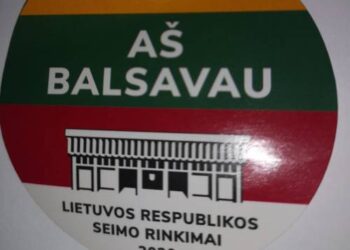 AŠ
BALSAVAU
LIETUVOS RESPUBLIKOS
SEIMO RINKIMAI